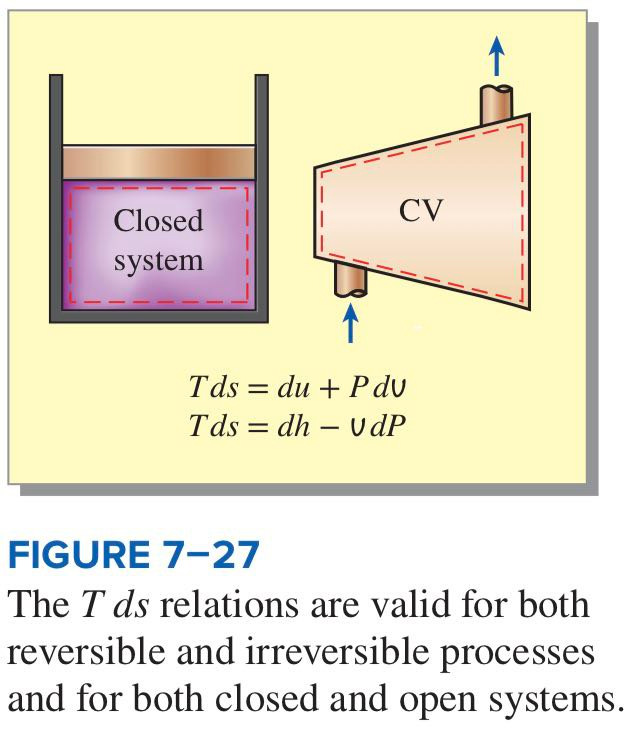 Closed
system
CV
T ds = du + P dυ
T ds = dh − υ dP
FIGURE 7–27
The T ds relations are valid for both
reversible and irreversible processes
and for both closed and open systems.